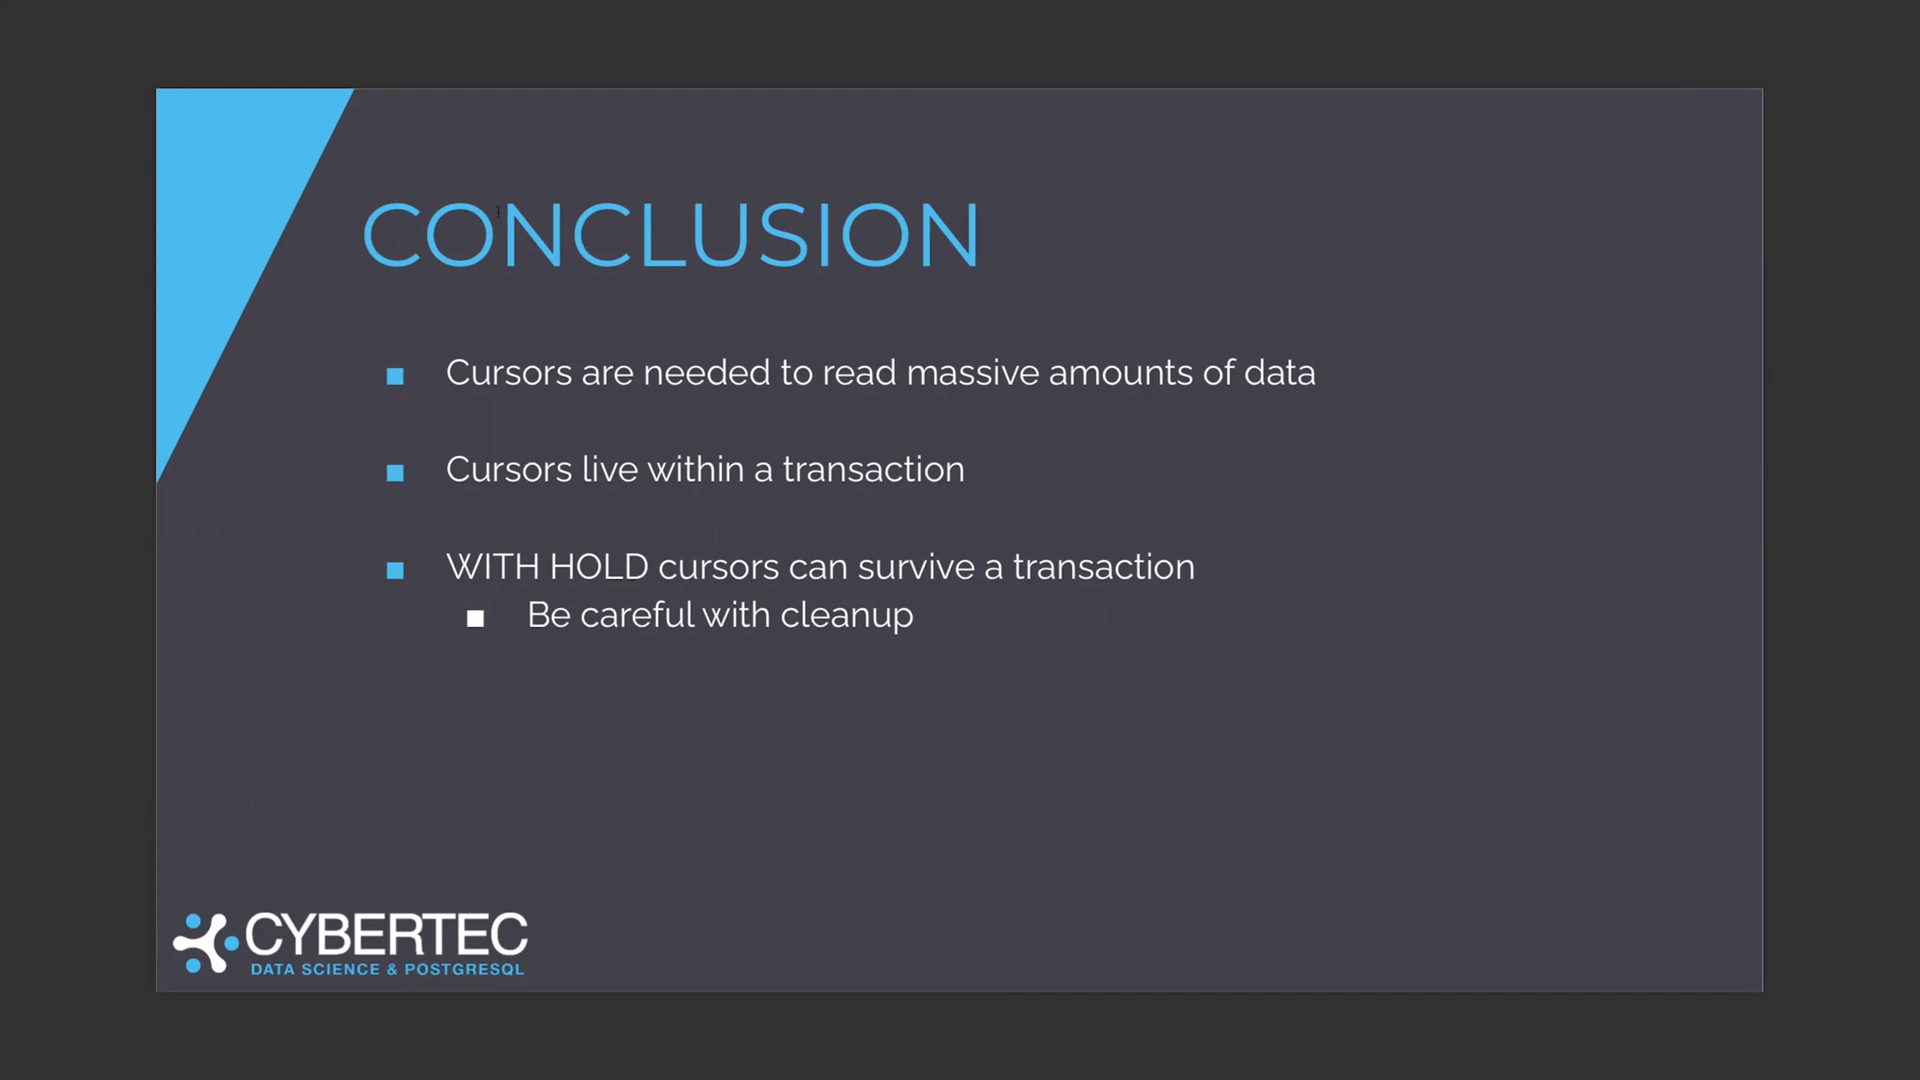 CONCLUSION
Cursors are needed to read massive amounts of data
Cursors live within a transaction
WITH HOLD cursors can survive a transaction
Be careful with cleanup
CYBERTEC
DATA SCIENCE & POSTGRESQL